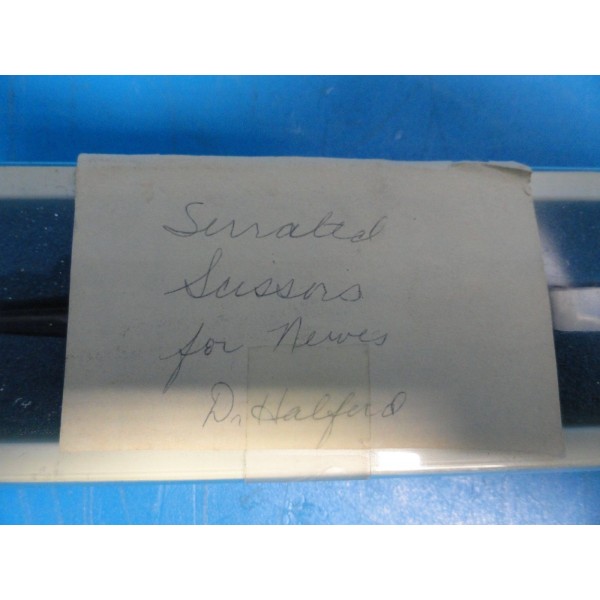 Serrated
Scissors
for Nerves
Dr Halford